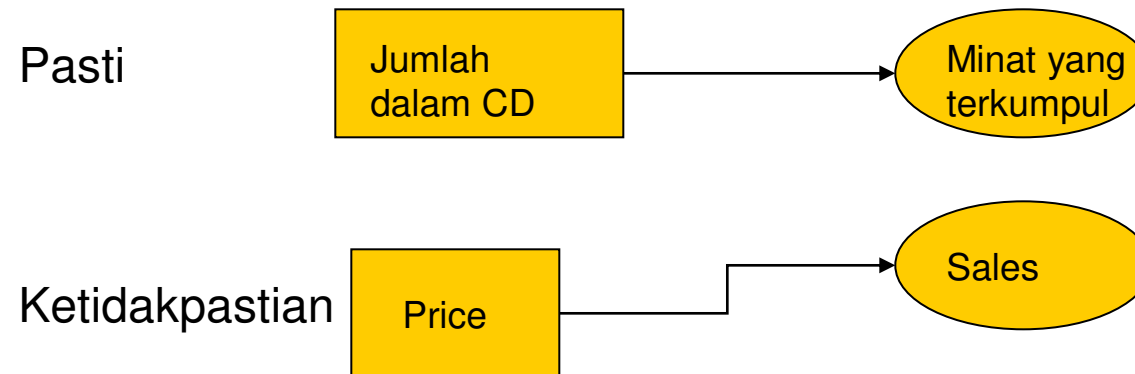 Pasti
Jumlah
dalam CD
Minat yang
terkumpul
Ketidakpastian
Price
Sales